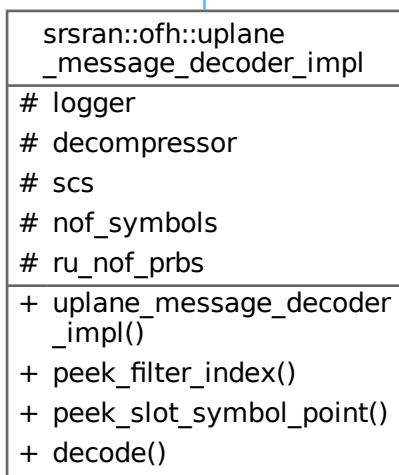 srsran::ofh::uplane
_message_decoder_impl
# logger
# decompressor
# scs
# nof_symbols
# ru_nof_prbs
+ uplane_message_decoder
_impl()
+ peek_filter_index()
+ peek_slot_symbol_point()
+ decode()